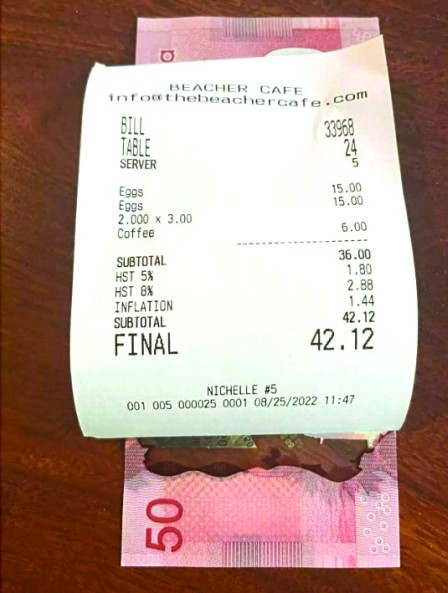 BEACHER CAFE
info@thebeachercafe.com
BILL 33968
TABLE 24
SERVER 5
Eggs 15.00
Eggs 15.00
2.000 x 3.00
Coffee 6.00
SUBTOTAL 36.00
HST 5% 1.80
HST 8% 2.88
INFLATION 1.44
SUBTOTAL 42.12
FINAL 42.12
NICHELLE #5
001 005 000025 0001 08/25/2022 11:47
50